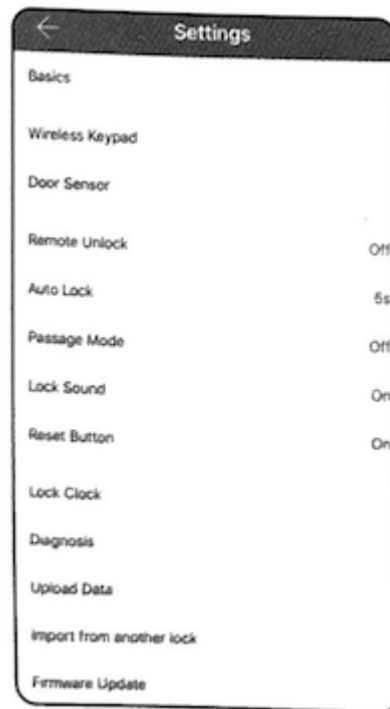 Settings
Basics
Wireless Keypad
Door Sensor
Remote Unlock Off
Auto Lock 5s
Passage Mode Off
Lock Sound On
Reset Button On
Lock Clock
Diagnosis
Upload Data
Import from another lock
Firmware Update